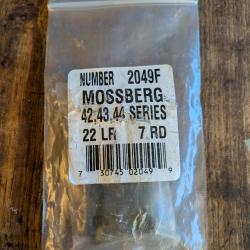 NUMBER 2049F
MOSSBERG
42,43,44 SERIES
22 LR 7 RD
7 30745 02049 9